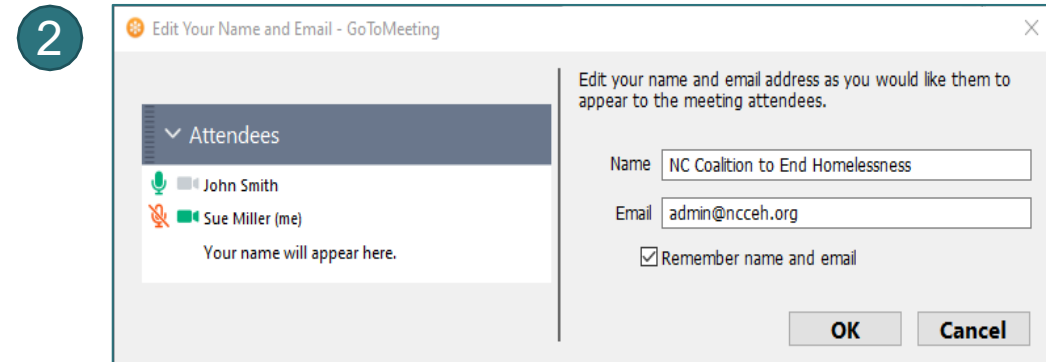 2
Edit Your Name and Email - GoToMeeting
Attendees
John Smith
Sue Miller (me)
Your name will appear here.
Edit your name and email address as you would like them to
appear to the meeting attendees.
Name NC Coalition to End Homelessness
Email admin@ncceh.org
Remember name and email
OK Cancel